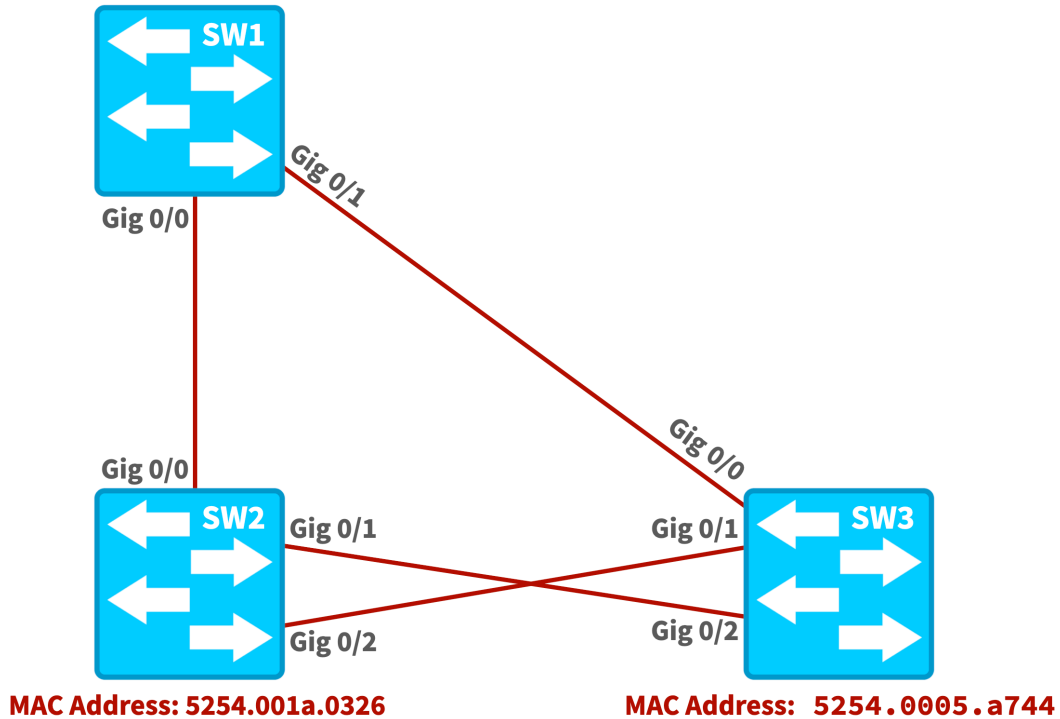 SW1
Gig 0/1
Gig 0/0
Gig 0/0
Gig 0/0
SW2
SW3
Gig 0/1
Gig 0/1
Gig 0/2
Gig 0/2
MAC Address: 5254.001a.0326
MAC Address: 5254.0005.a744